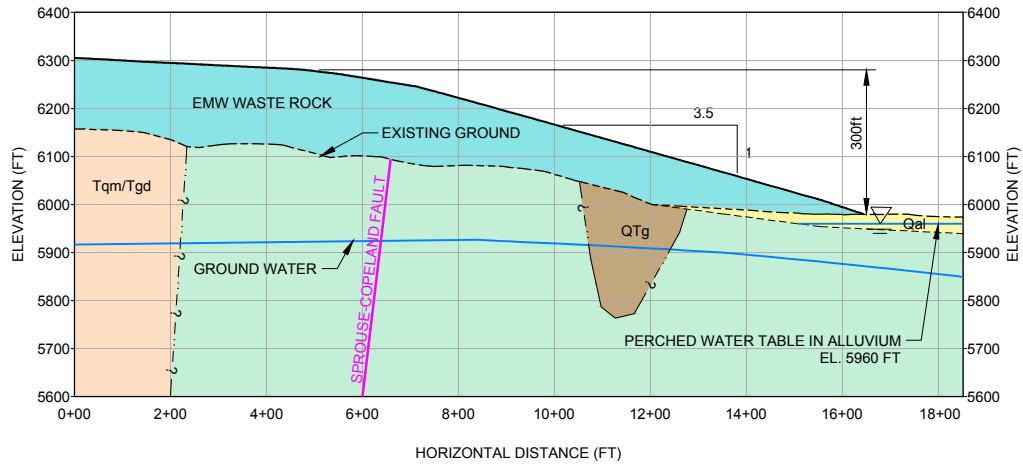 6400
6300
6200
6100
6000
5900
5800
5700
5600
ELEVATION (FT)
6400
6300
6200
6100
6000
5900
5800
5700
5600
ELEVATION (FT)
EMW WASTE ROCK
EXISTING GROUND
3.5
1
300ft
Tqm/Tgd
?
?
?
SPROUSE-COPELAND FAULT
GROUND WATER
QTg
?
?
Qal
PERCHED WATER TABLE IN ALLUVIUM
EL. 5960 FT
0+00
2+00
4+00
6+00
8+00
10+00
12+00
14+00
16+00
18+00
HORIZONTAL DISTANCE (FT)